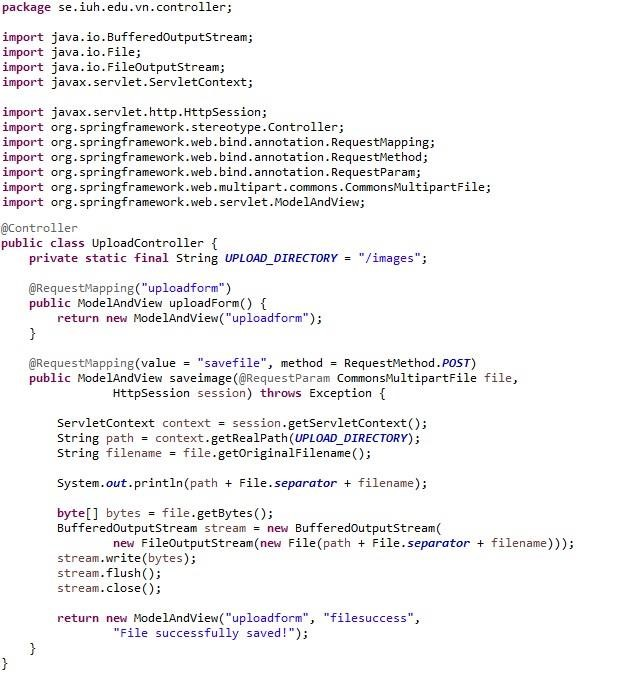 package se.iuh.edu.vn.controller;
import java.io.BufferedOutputStream;
import java.io.File;
import java.io.FileOutputStream;
import javax.servlet.ServletContext;
import javax.servlet.http.HttpSession;
import org.springframework.stereotype.Controller;
import org.springframework.web.bind.annotation.RequestMapping;
import org.springframework.web.bind.annotation.RequestMethod;
import org.springframework.web.bind.annotation.RequestParam;
import org.springframework.web.multipart.commons.CommonsMultipartFile;
import org.springframework.web.servlet.ModelAndView;
@Controller
public class UploadController {
    private static final String UPLOAD_DIRECTORY = "/images";
    @RequestMapping("uploadform")
    public ModelAndView uploadForm() {
        return new ModelAndView("uploadform");
    }
    @RequestMapping(value = "savefile", method = RequestMethod.POST)
    public ModelAndView saveimage(@RequestParam CommonsMultipartFile file,
                HttpSession session) throws Exception {
        ServletContext context = session.getServletContext();
        String path = context.getRealPath(UPLOAD_DIRECTORY);
        String filename = file.getOriginalFilename();
        System.out.println(path + File.separator + filename);
        byte[] bytes = file.getBytes();
        BufferedOutputStream stream = new BufferedOutputStream(
                new FileOutputStream(new File(path + File.separator + filename)));
        stream.write(bytes);
        stream.flush();
        stream.close();
        return new ModelAndView("uploadform", "filesuccess",
                "File successfully saved!");
    }
}